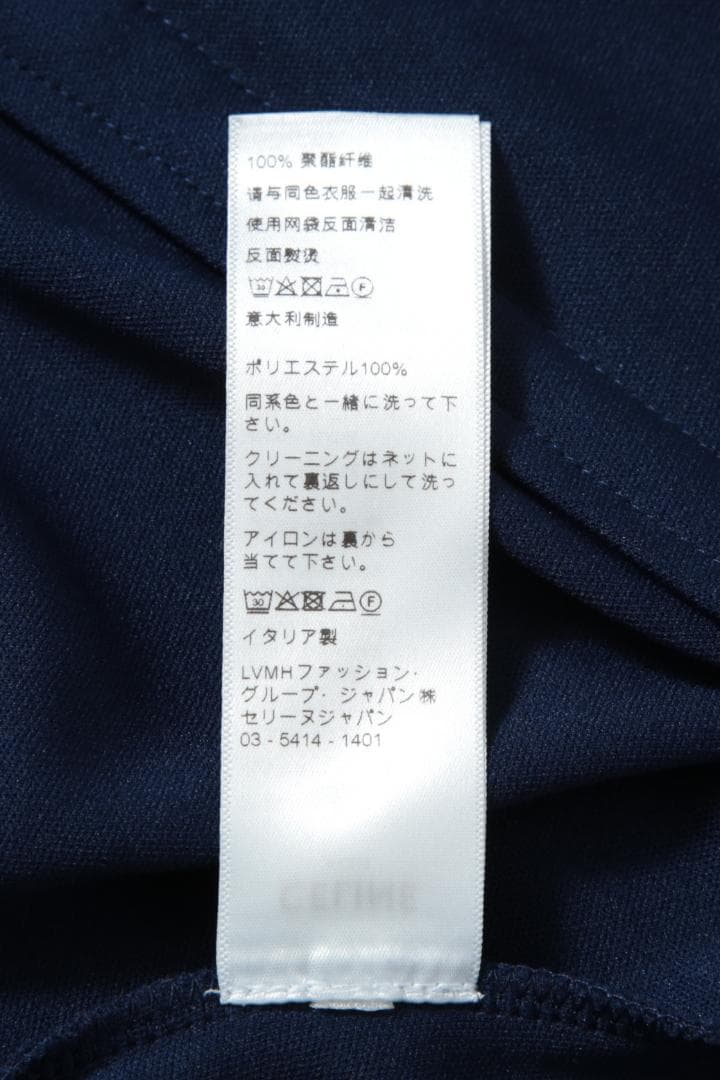 100% 聚酯纤维
请与同色衣服一起清洗
使用网袋反面清洁
反面熨烫
30 F
意大利制造
ポリエステル100%
同系色と一緒に洗って下
さい。
クリーニングはネットに
入れて裏返しにして洗っ
てください。
アイロンは裏から
当てて下さい。
30 F
イタリア製
LVMHファッション・
グループ・ジャパン㈱
セリーヌジャパン
03 - 5414 - 1401
CELINE